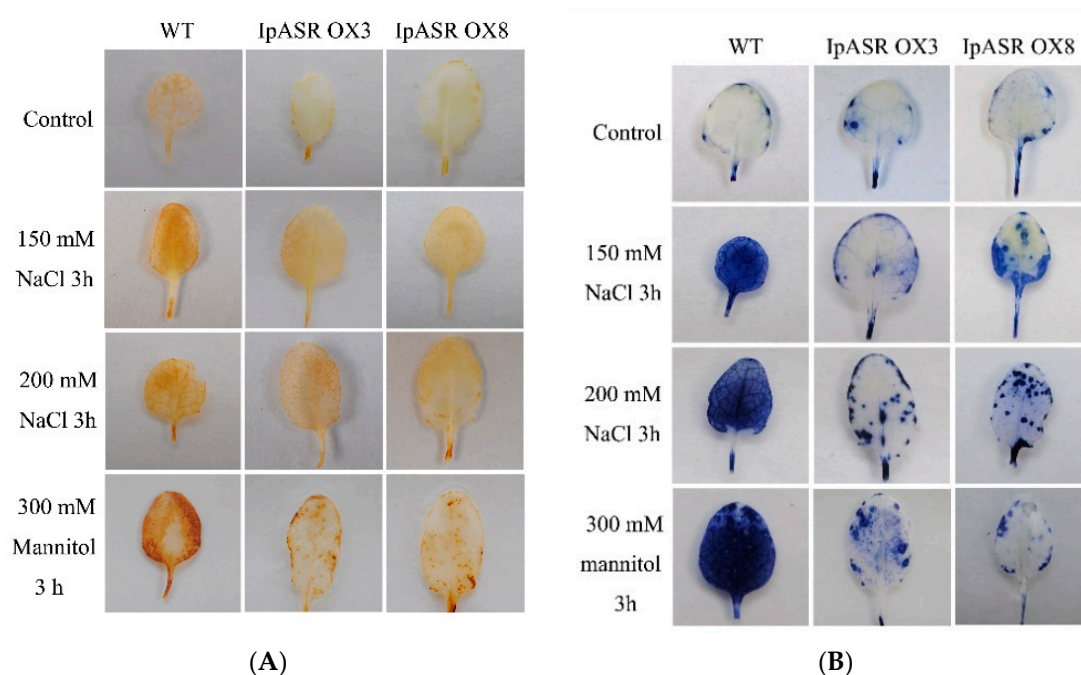 WT IpASR OX3 IpASR OX8
Control
150 mM
NaCl 3h
200 mM
NaCl 3h
300 mM
Mannitol
3 h
(A)
WT IpASR OX3 IpASR OX8
Control
150 mM
NaCl 3h
200 mM
NaCl 3h
300 mM
mannitol
3h
(B)